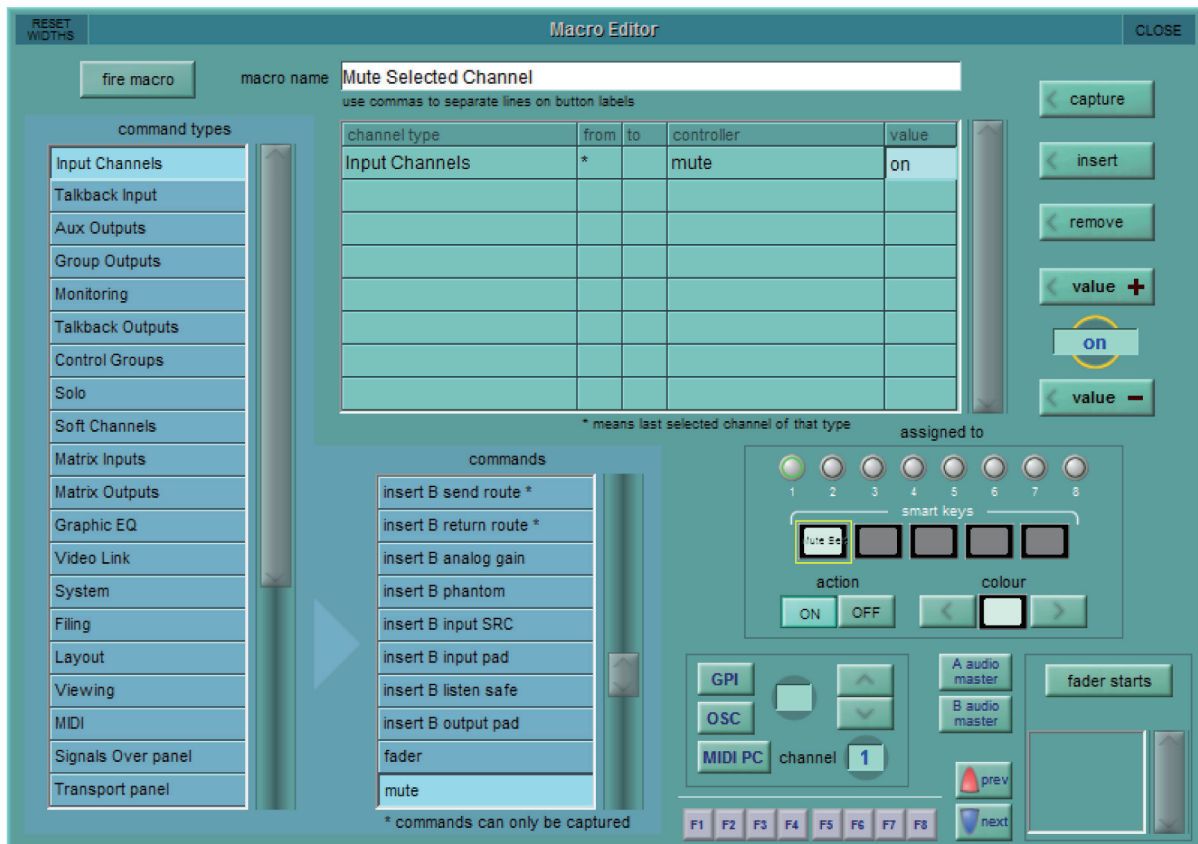 RESET WIDTHS
Macro Editor
CLOSE
fire macro
macro name
Mute Selected Channel
use commas to separate lines on button labels
command types
Input Channels
Talkback Input
Aux Outputs
Group Outputs
Monitoring
Talkback Outputs
Control Groups
Solo
Soft Channels
Matrix Inputs
Matrix Outputs
Graphic EQ
Video Link
System
Filing
Layout
Viewing
MIDI
Signals Over panel
Transport panel
channel type from to controller value
Input Channels * mute on
* means last selected channel of that type
capture
insert
remove
value +
on
value −
commands
insert B send route *
insert B return route *
insert B analog gain
insert B phantom
insert B input SRC
insert B input pad
insert B listen safe
insert B output pad
fader
mute
* commands can only be captured
assigned to
1 2 3 4 5 6 7 8
smart keys
action
colour
ON OFF
GPI
OSC
MIDI PC
channel 1
A audio master
B audio master
prev
next
fader starts
F1 F2 F3 F4 F5 F6 F7 F8